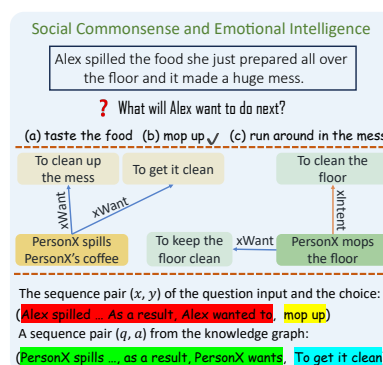 Social Commonsense and Emotional Intelligence
Alex spilled the food she just prepared all over
the floor and it made a huge mess.
? What will Alex want to do next?
(a) taste the food (b) mop up ✓ (c) run around in the mess
To clean up
the mess
To get it clean
To clean the
floor
xWant
xWant
xIntent
PersonX spills
PersonX's coffee
To keep the
floor clean
xWant
PersonX mops
the floor
The sequence pair (x, y) of the question input and the choice:
(Alex spilled ... As a result, Alex wanted to, mop up)
A sequence pair (q, a) from the knowledge graph:
(PersonX spills ..., as a result, PersonX wants, To get it clean